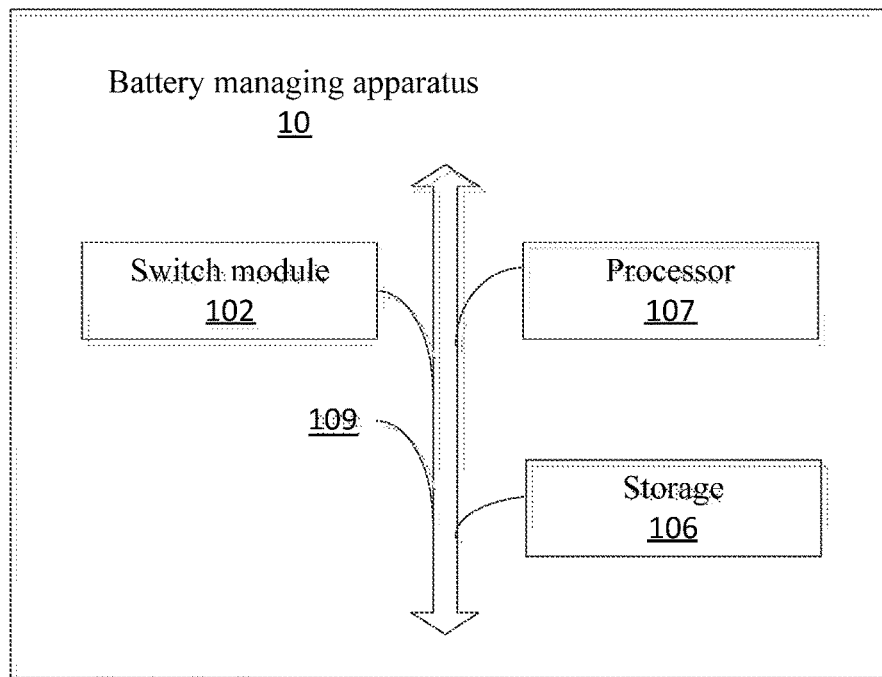 Battery managing apparatus
10
Switch module
102
Processor
107
109
Storage
106